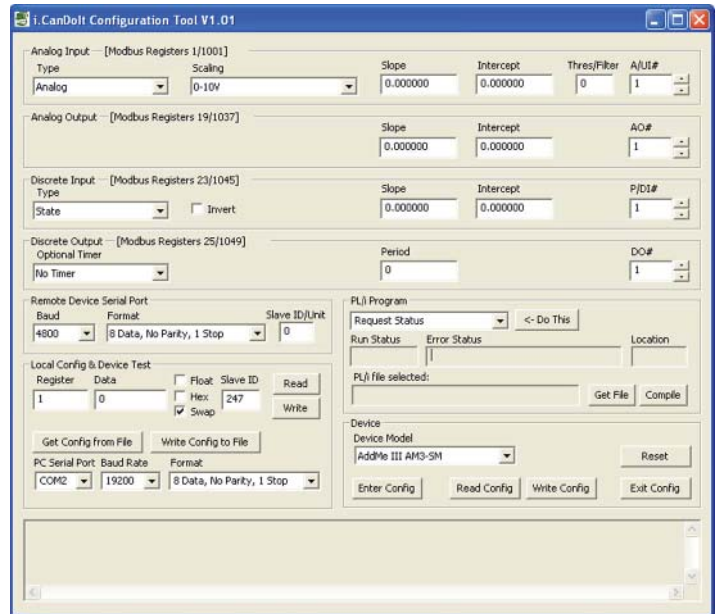 i.CanDoIt Configuration Tool V1.01
Analog Input [Modbus Registers 1/1001]
Type Scaling Slope Intercept Thres/Filter A/UI#
Analog 0-10V 0.000000 0.000000 0 1
Analog Output [Modbus Registers 19/1037]
Slope Intercept AO#
0.000000 0.000000 1
Discrete Input [Modbus Registers 23/1045]
Type Slope Intercept P/DI#
State Invert 0.000000 0.000000 1
Discrete Output [Modbus Registers 25/1049]
Optional Timer Period DO#
No Timer 0 1
Remote Device Serial Port
Baud Format Slave ID/Unit
4800 8 Data, No Parity, 1 Stop 0
Local Config & Device Test
Register Data Float Slave ID
1 0 Hex 247 Read
Swap Write
Get Config from File Write Config to File
PC Serial Port Baud Rate Format
COM2 19200 8 Data, No Parity, 1 Stop
PL/i Program
Request Status <- Do This
Run Status Error Status Location
PL/i file selected:
Get File Compile
Device
Device Model
AddMe III AM3-SM Reset
Enter Config Read Config Write Config Exit Config